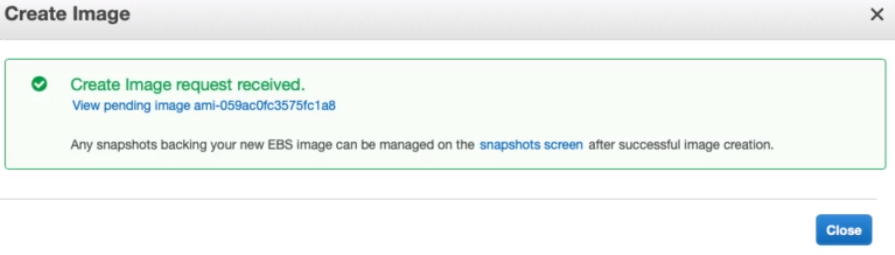 Create Image
Create Image request received.
View pending image ami-059ac0fc3575fc1a8
Any snapshots backing your new EBS image can be managed on the snapshots screen after successful image creation.
Close